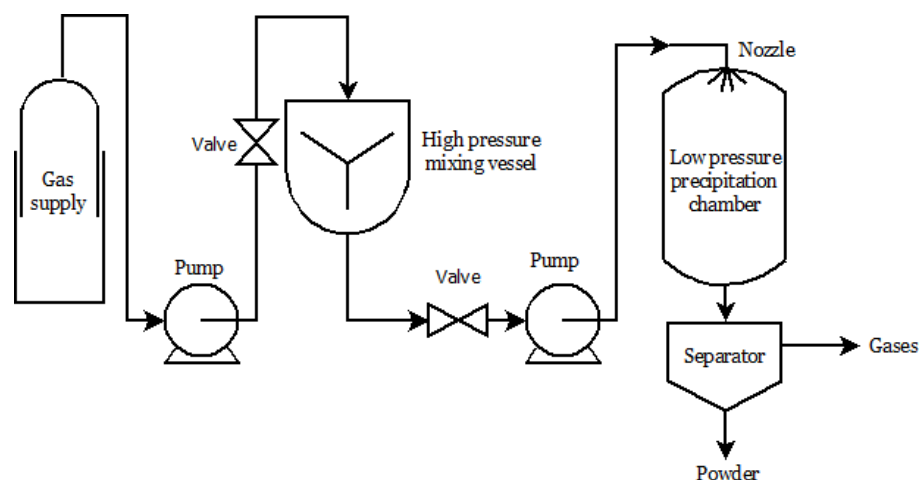 Gas
supply
Pump
Valve
High pressure
mixing vessel
Valve
Pump
Nozzle
Low pressure
precipitation
chamber
Separator
Gases
Powder